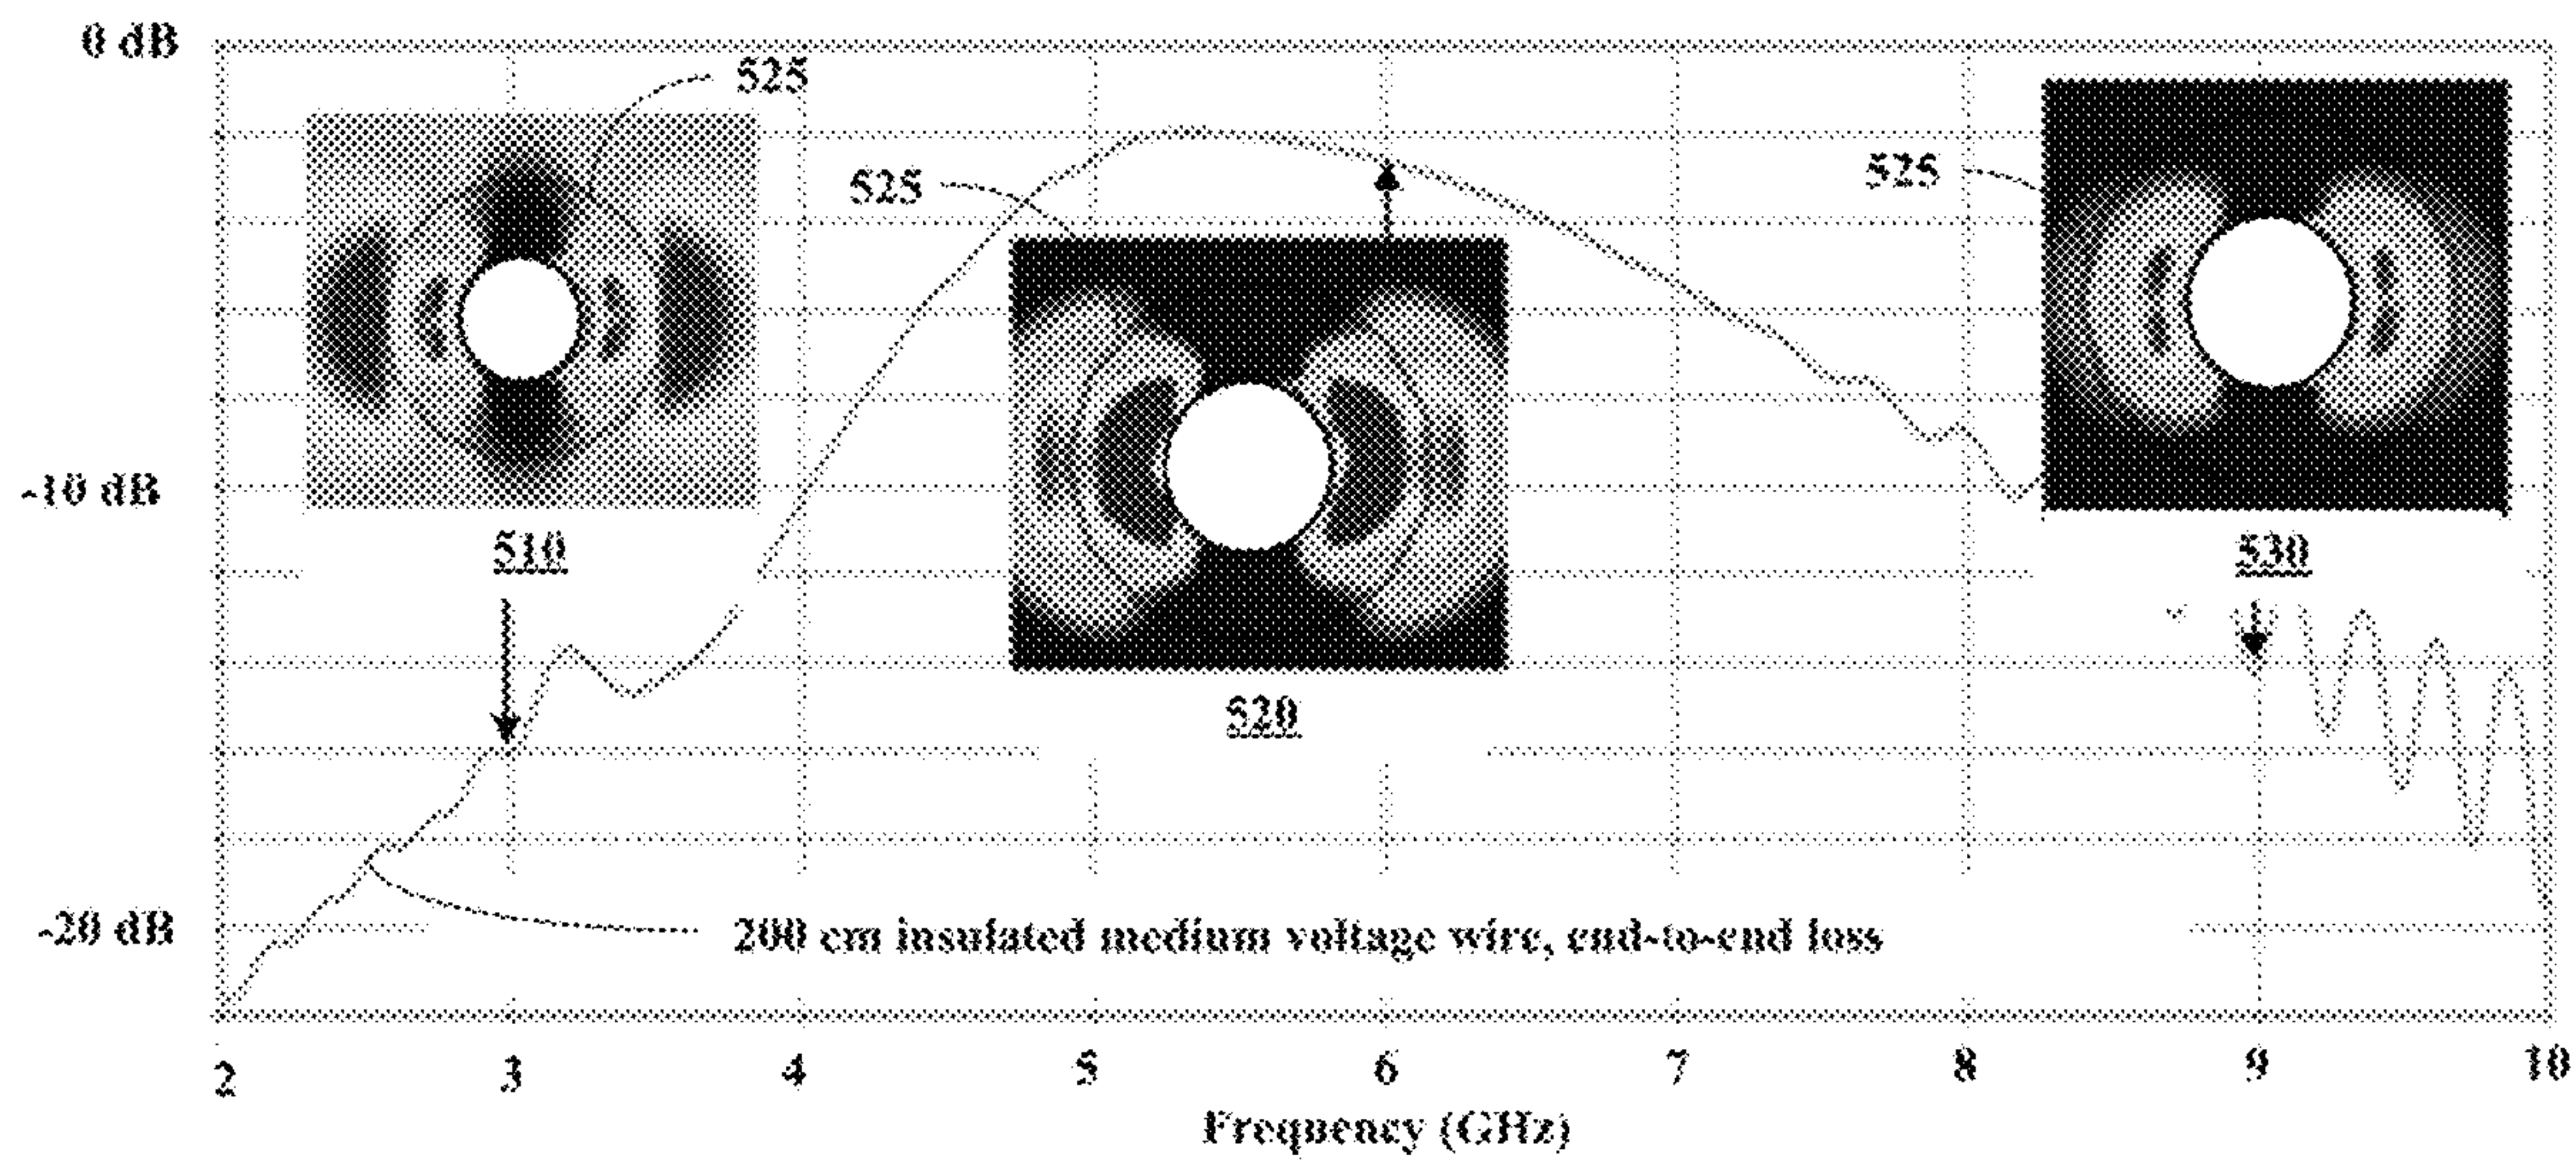 0 dB
525
525
525
-10 dB
510
530
520
-20 dB
200 cm insulated medium voltage wire, end-to-end loss
2 3 4 5 6 7 8 9 10
Frequency (GHz)